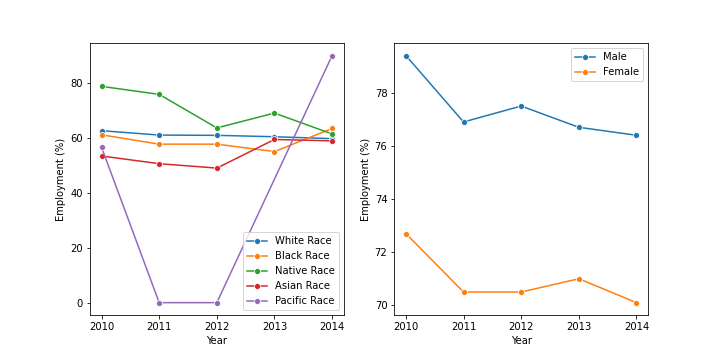 80
60
40
20
0
Employment (%)
2010 2011 2012 2013 2014
Year
White Race
Black Race
Native Race
Asian Race
Pacific Race
78
76
74
72
70
Employment (%)
2010 2011 2012 2013 2014
Year
Male
Female